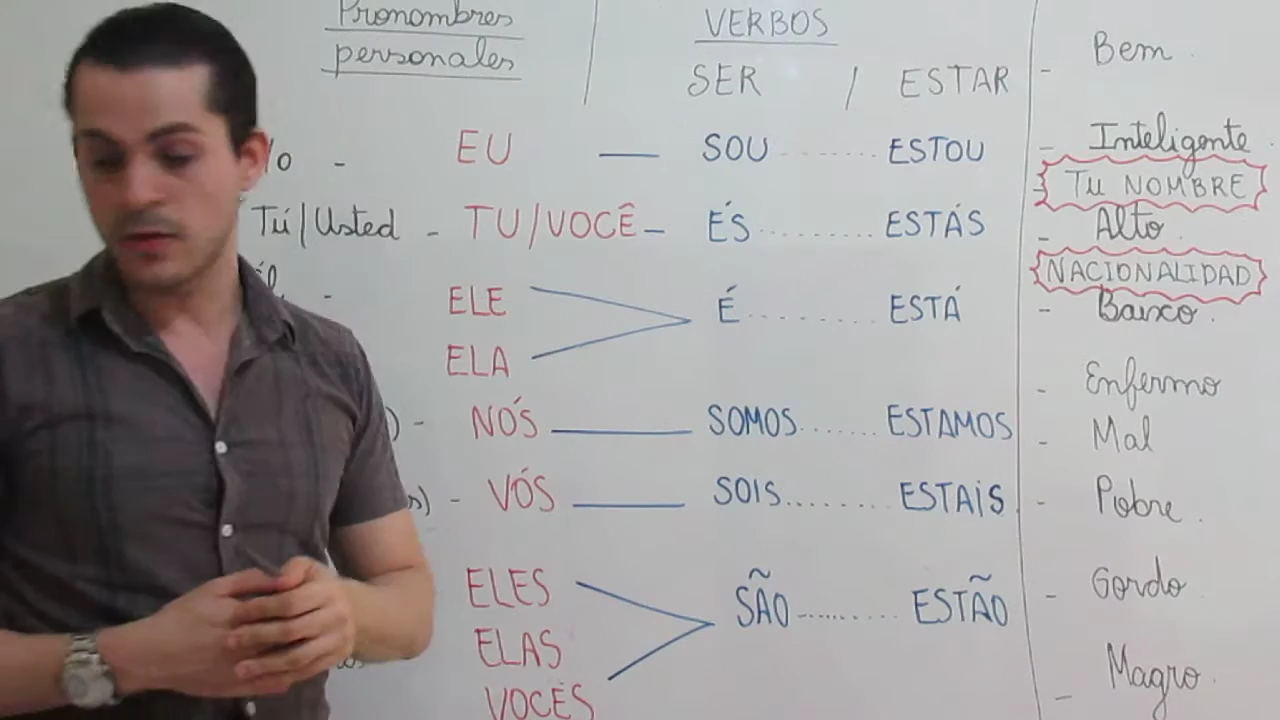 Pronombres VERBOS
personales SER / ESTAR
- EU — SOU ........ ESTOU
Tú/Usted - TU/VOCÊ — ÉS ........ ESTÁS
- ELE É ........ ESTÁ
ELA
- NÓS — SOMOS ....... ESTAMOS
- VÓS — SOIS ....... ESTAIS
ELES SÃO ........ ESTÃO
ELAS
VOCÊS
- Bem
- Inteligente
- TU NOMBRE
- Alto
NACIONALIDAD
- Baixo.
- Enfermo
- Mal
- Pobre.
- Gordo
- Magro.